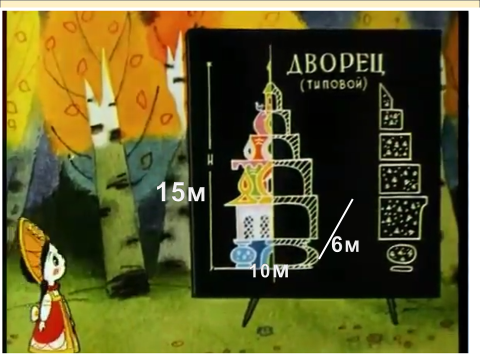 ДВОРЕЦ
(типовой)
H
15м
6м
10м